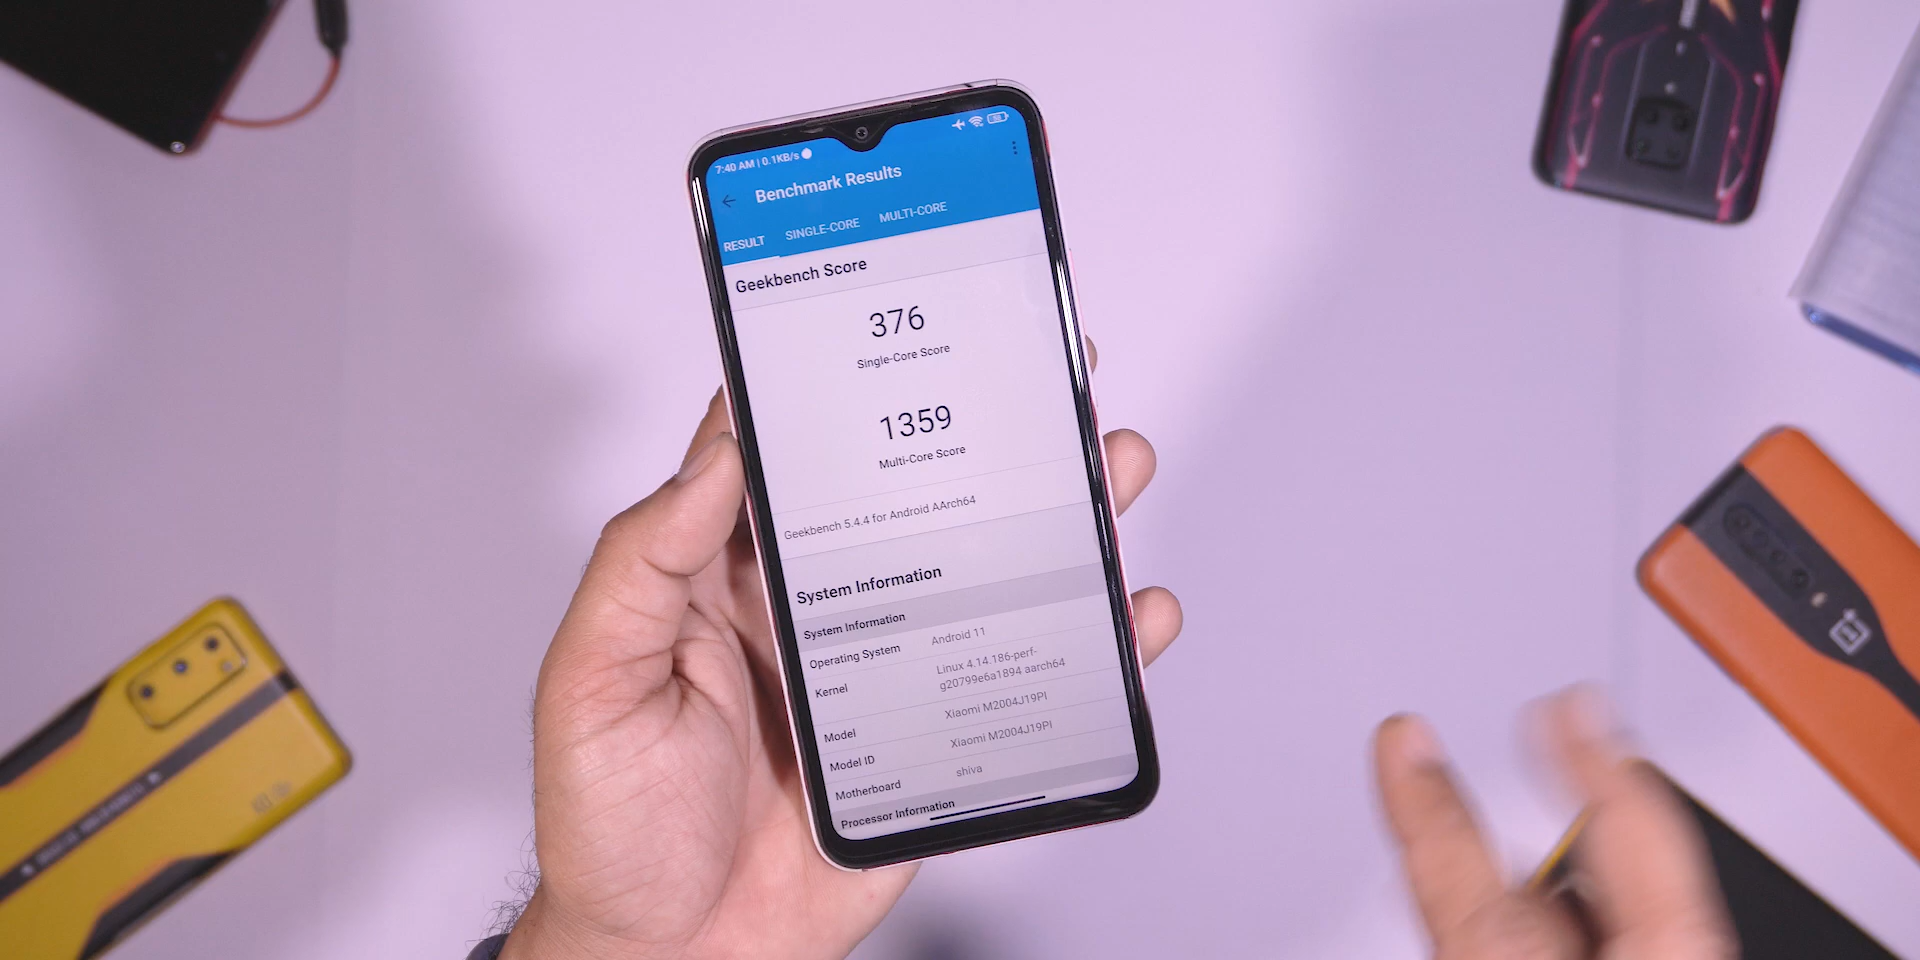 7:40 AM | 0.1KB/s
Benchmark Results
RESULT SINGLE-CORE MULTI-CORE
Geekbench Score
376
Single-Core Score
1359
Multi-Core Score
Geekbench 5.4.4 for Android AArch64
System Information
System Information
Operating System Android 11
Kernel Linux 4.14.186-perf-
g20799e6a1894 aarch64
Model Xiaomi M2004J19PI
Model ID Xiaomi M2004J19PI
Motherboard shiva
Processor Information